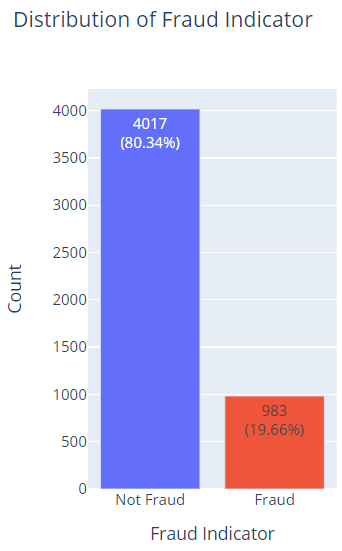 Distribution of Fraud Indicator
4000
3500
3000
2500
2000
1500
1000
500
0
Count
4017
(80.34%)
983
(19.66%)
Not Fraud
Fraud
Fraud Indicator